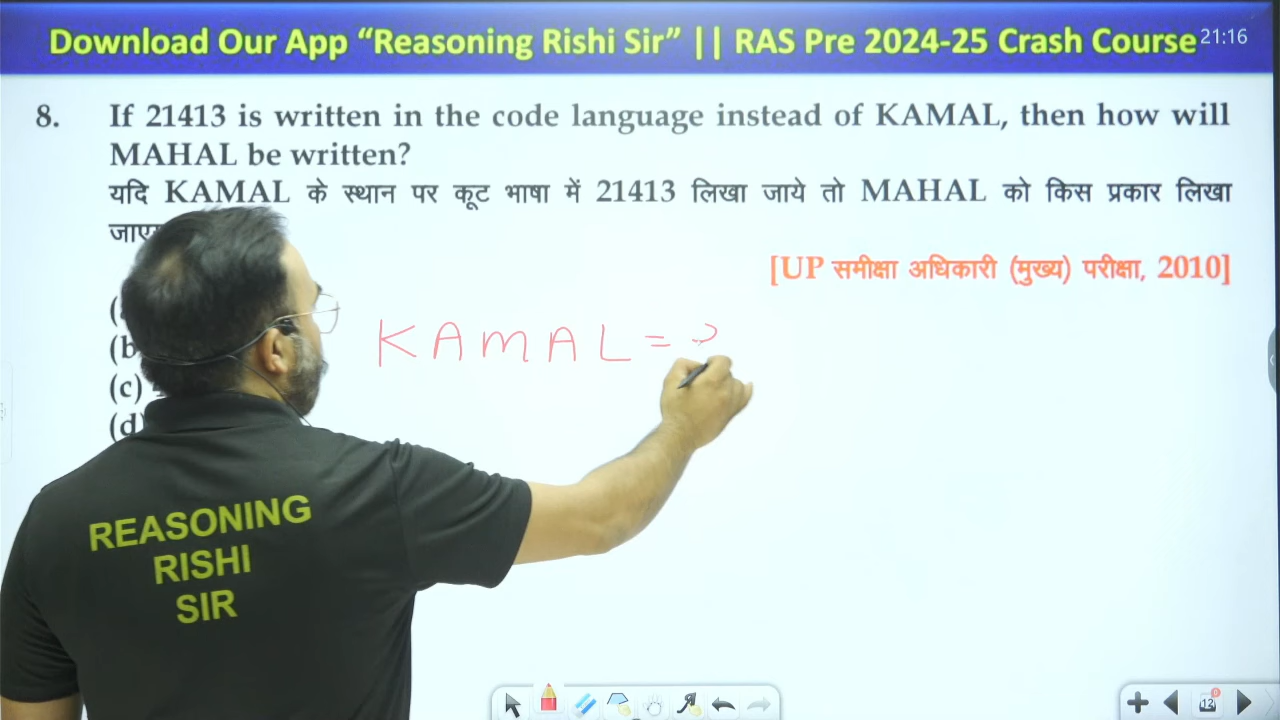 Download Our App “Reasoning Rishi Sir” || RAS Pre 2024-25 Crash Course 21:16
8. If 21413 is written in the code language instead of KAMAL, then how will
MAHAL be written?
यदि KAMAL के स्थान पर कूट भाषा में 21413 लिखा जाये तो MAHAL को किस प्रकार लिखा
[UP समीक्षा अधिकारी (मुख्य) परीक्षा, 2010]
KAMAL =
(b
(c)
(d)
REASONING
RISHI
SIR
12